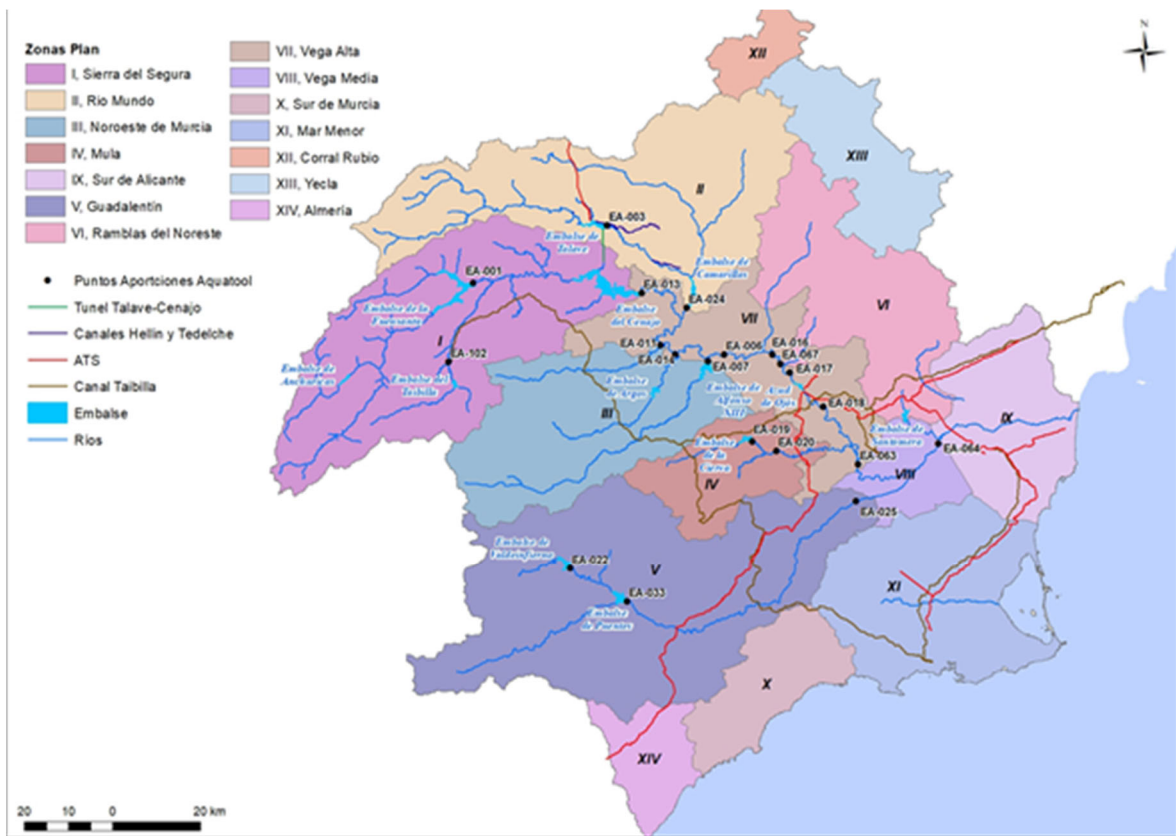 Zonas Plan
I, Sierra del Segura
II, Rio Mundo
III, Noroeste de Murcia
IV, Mula
IX, Sur de Alicante
V, Guadalentín
VI, Ramblas del Noreste
VII, Vega Alta
VIII, Vega Media
X, Sur de Murcia
XI, Mar Menor
XII, Corral Rubio
XIII, Yecla
XIV, Almería
Puntos Aportciones Aquatool
Tunel Talave-Cenajo
Canales Hellin y Tedelche
ATS
Canal Taibilla
Embalse
Rios
N
XII
XIII
II
EA-003
Embalse de
Talave
Embalse de
Camarillas
EA-001
EA-013
EA-024
Embalse de la
Fuensanta
Embalse
del Cenajo
VII
VI
I
EA-102
EA-011
EA-014
EA-006
EA-007
EA-016
EA-067
EA-017
Embalse de
Anchuricas
Embalse del
Taibilla
Embalse
de Argos
Embalse de
Alfonso
XIII
Azud
de Ojós
EA-018
III
IX
EA-019
EA-020
Embalse de
Santomera
EA-064
EA-063
Embalse
de la
Cierva
IV
VIII
EA-025
Embalse de
Valdeinfierno
EA-022
V
EA-033
Embalse
de Puentes
XI
X
XIV
20 10 0 20 km